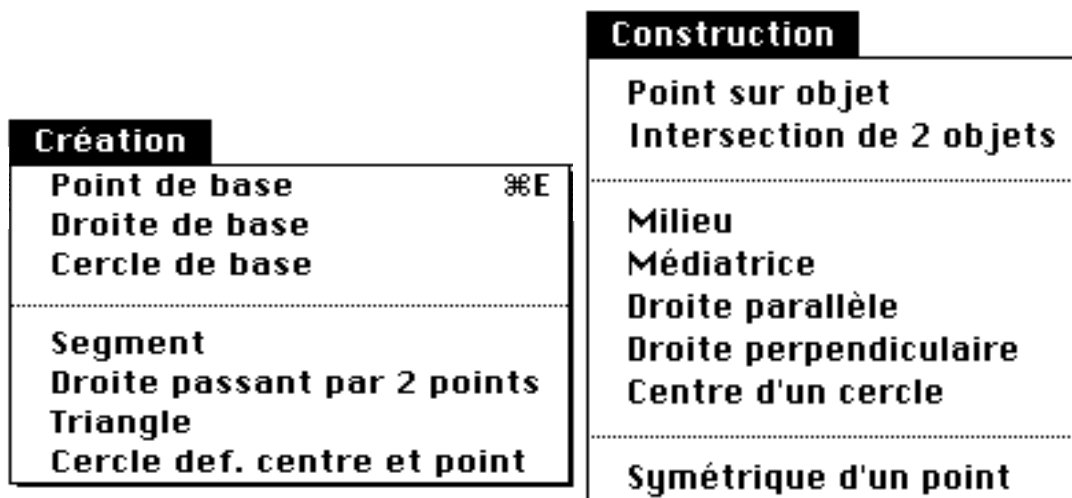 Création
Point de base ⌘E
Droite de base
Cercle de base
Segment
Droite passant par 2 points
Triangle
Cercle def. centre et point
Construction
Point sur objet
Intersection de 2 objets
Milieu
Médiatrice
Droite parallèle
Droite perpendiculaire
Centre d'un cercle
Symétrique d'un point